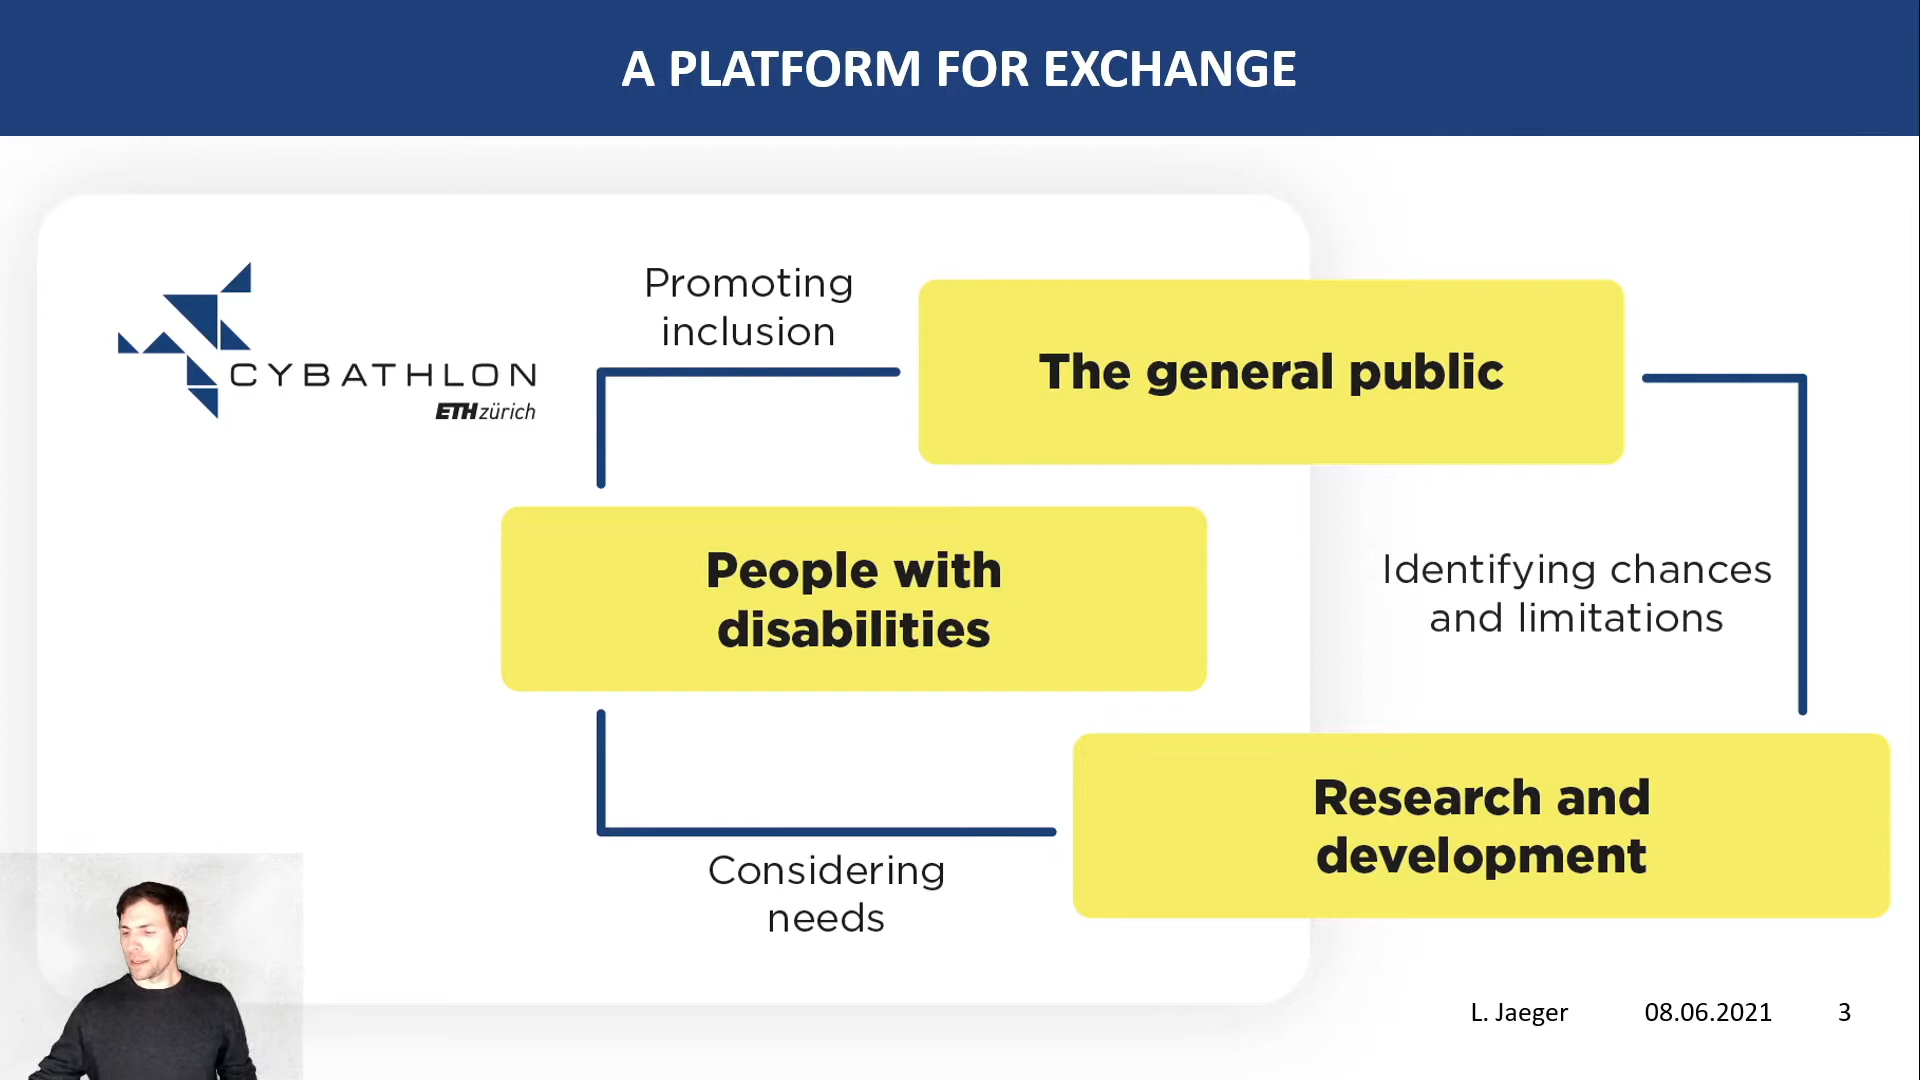 A PLATFORM FOR EXCHANGE
CYBATHLON
ETH zürich
Promoting
inclusion
The general public
People with
disabilities
Identifying chances
and limitations
Research and
development
Considering
needs
L. Jaeger 08.06.2021 3